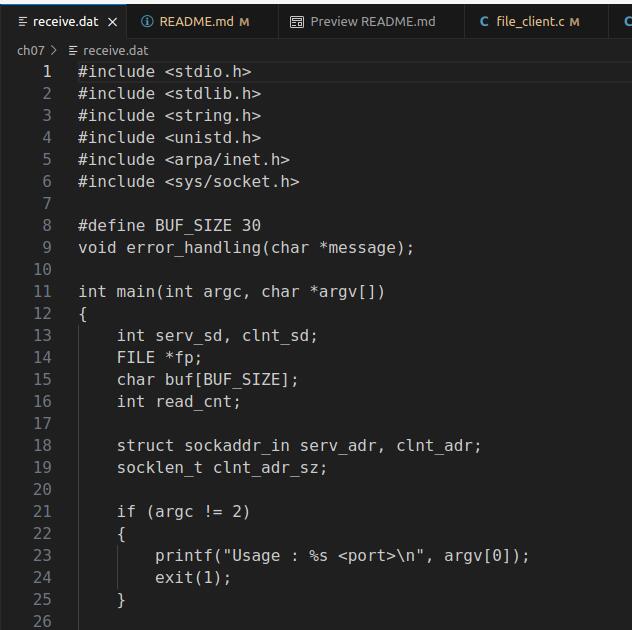 receive.dat × README.md M Preview README.md C file_client.c M C
ch07 > receive.dat
1 #include <stdio.h>
2 #include <stdlib.h>
3 #include <string.h>
4 #include <unistd.h>
5 #include <arpa/inet.h>
6 #include <sys/socket.h>
7
8 #define BUF_SIZE 30
9 void error_handling(char *message);
10
11 int main(int argc, char *argv[])
12 {
13 int serv_sd, clnt_sd;
14 FILE *fp;
15 char buf[BUF_SIZE];
16 int read_cnt;
17
18 struct sockaddr_in serv_adr, clnt_adr;
19 socklen_t clnt_adr_sz;
20
21 if (argc != 2)
22 {
23 printf("Usage : %s <port>\n", argv[0]);
24 exit(1);
25 }
26